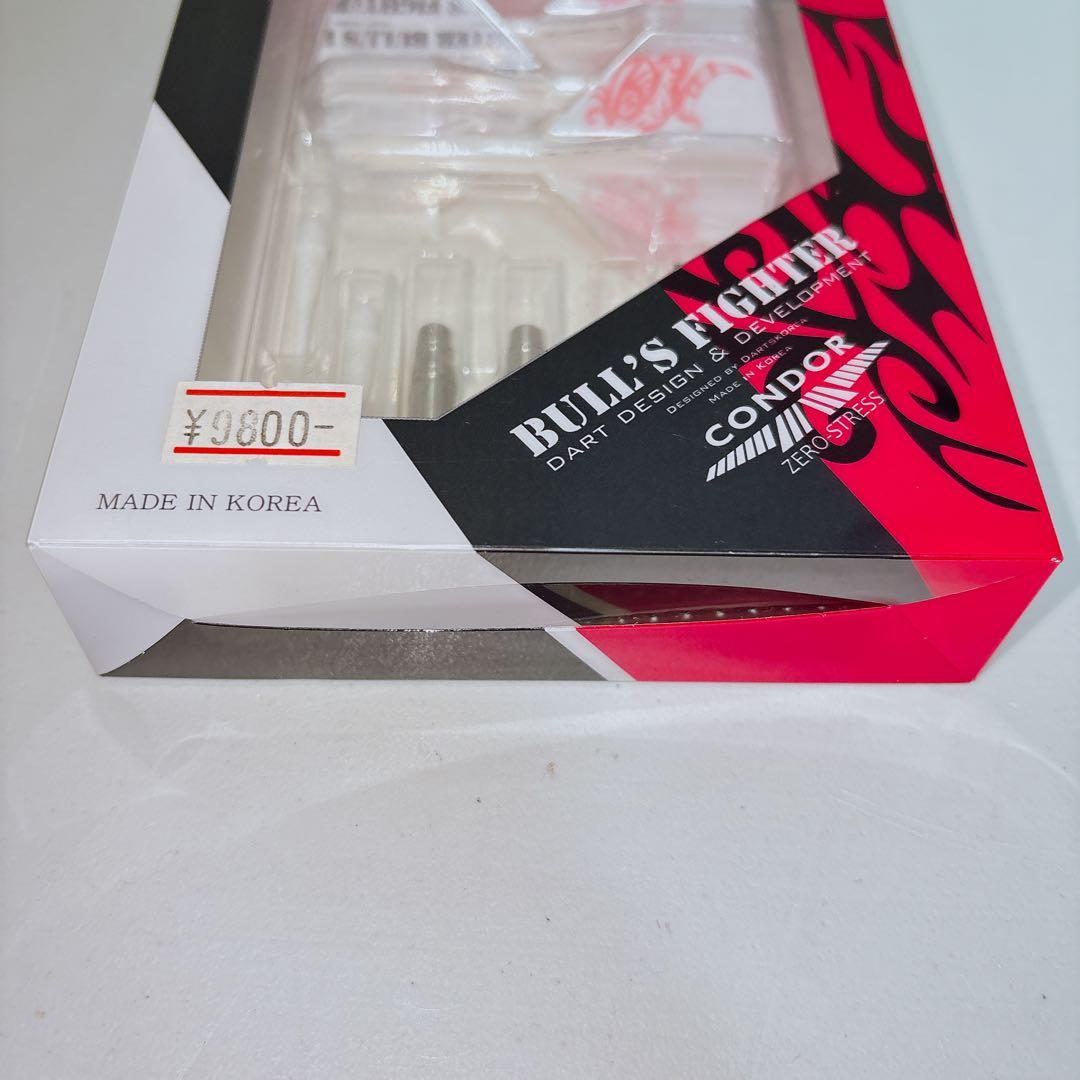 ¥9800-
MADE IN KOREA
BULL'S FIGHTER
DART DESIGN & DEVELOPMENT
DESIGNED BY DARTSKOREA
MADE IN KOREA
CONDOR
ZERO-STRESS